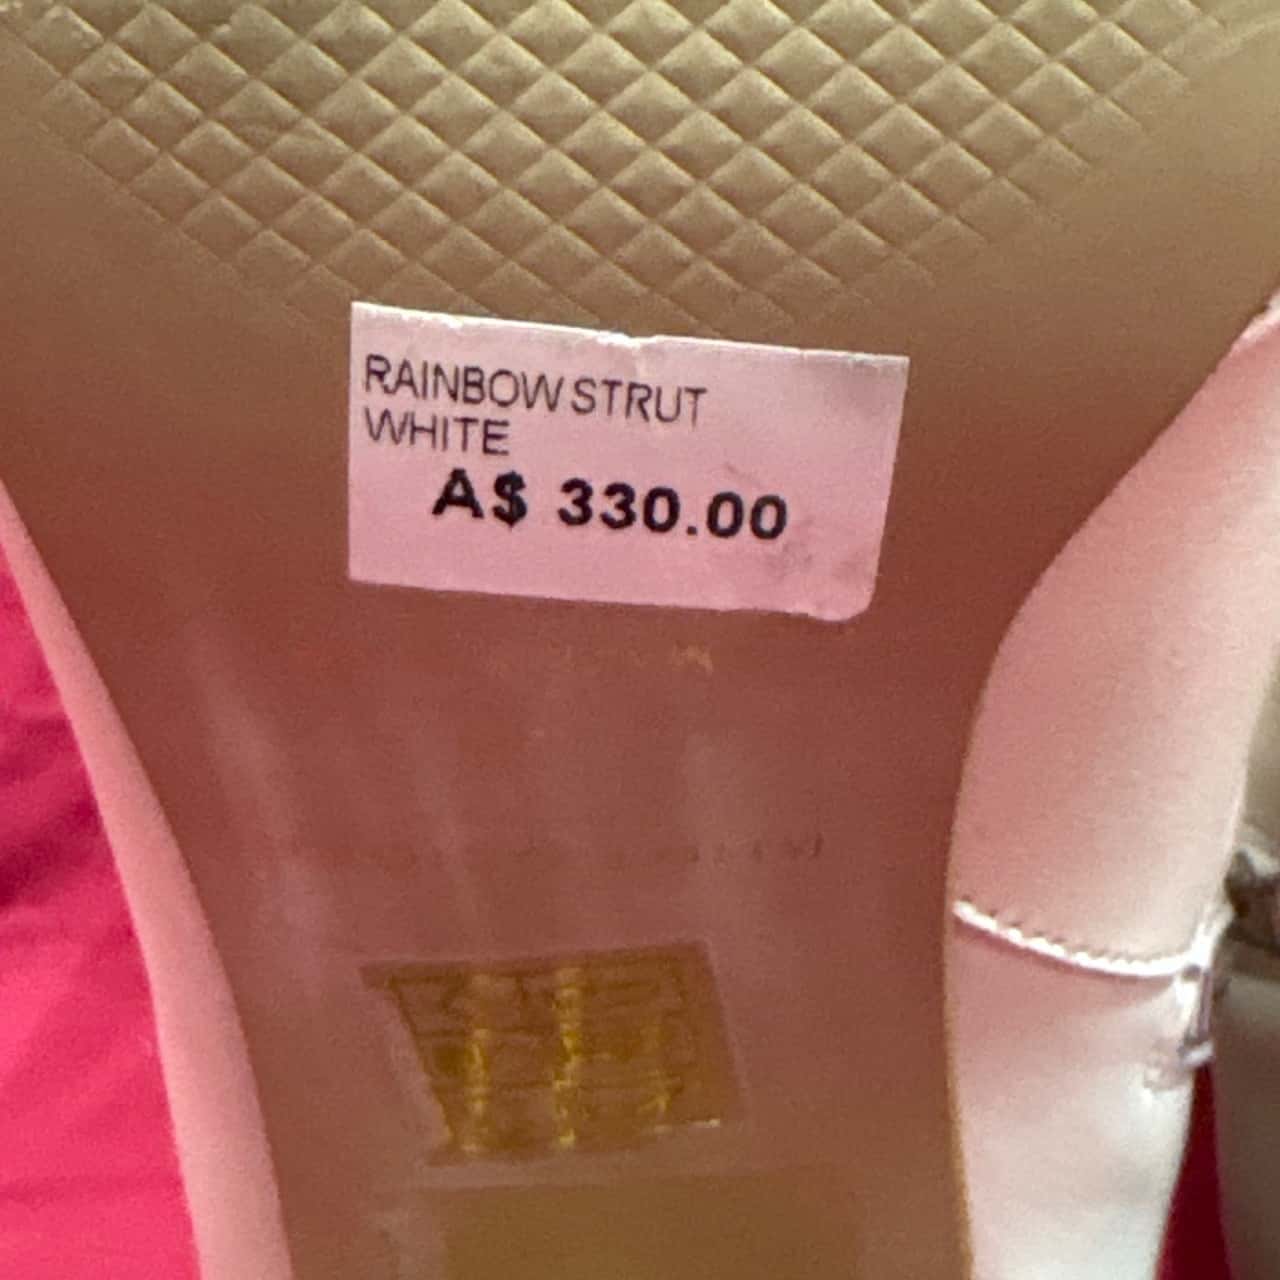 RAINBOW STRUT
WHITE
A$ 330.00